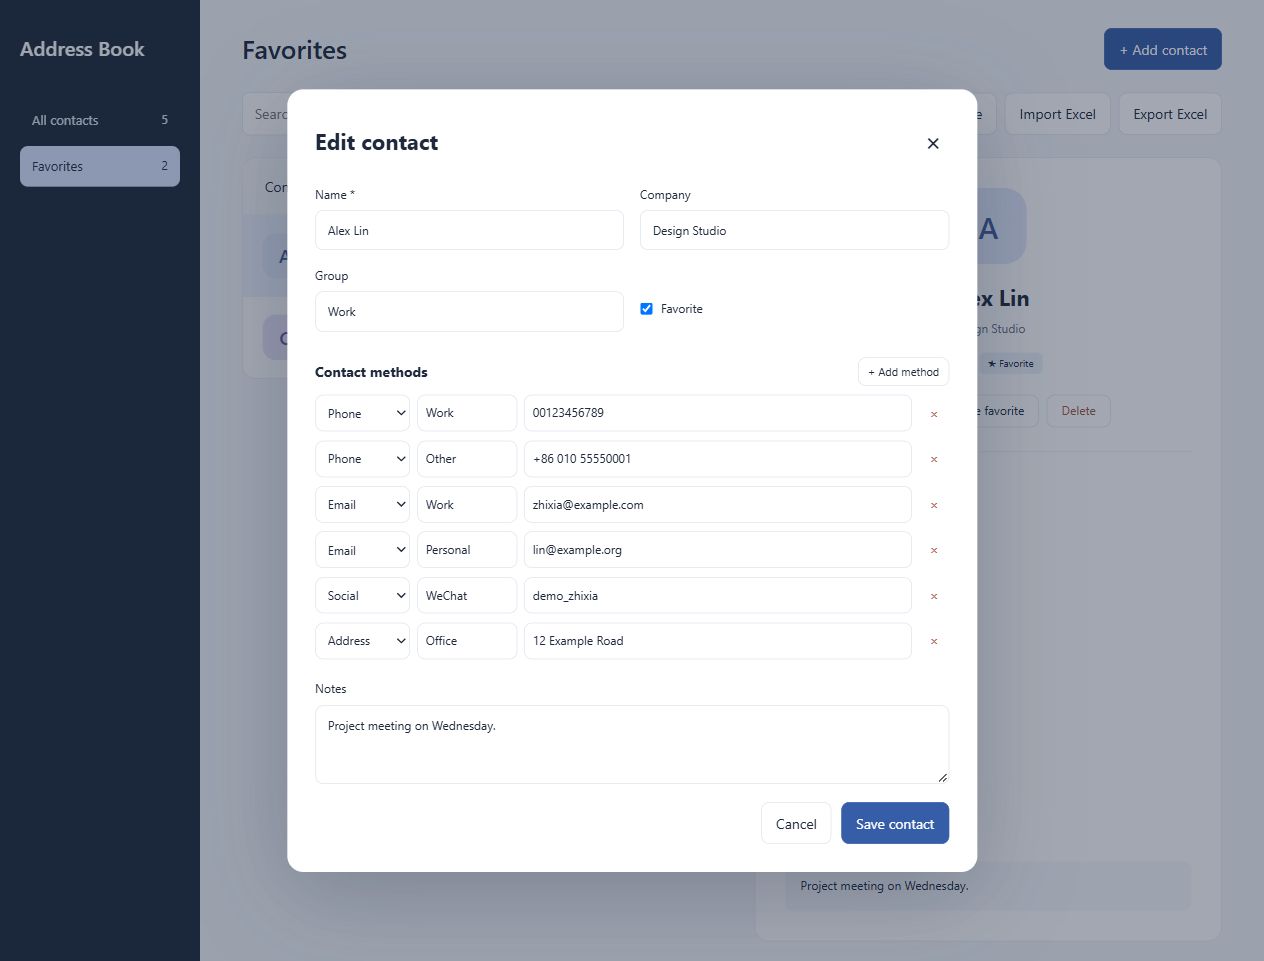 Address Book
All contacts 5
Favorites 2
Favorites
+ Add contact
Import Excel
Export Excel
Edit contact
×
Name *
Company
Alex Lin
Design Studio
Group
Work
Favorite
Contact methods
+ Add method
Phone Work 00123456789 ×
Phone Other +86 010 55550001 ×
Email Work zhixia@example.com ×
Email Personal lin@example.org ×
Social WeChat demo_zhixia ×
Address Office 12 Example Road ×
Notes
Project meeting on Wednesday.
Cancel
Save contact
A
Lin
Studio
★ Favorite
favorite
Delete
Project meeting on Wednesday.